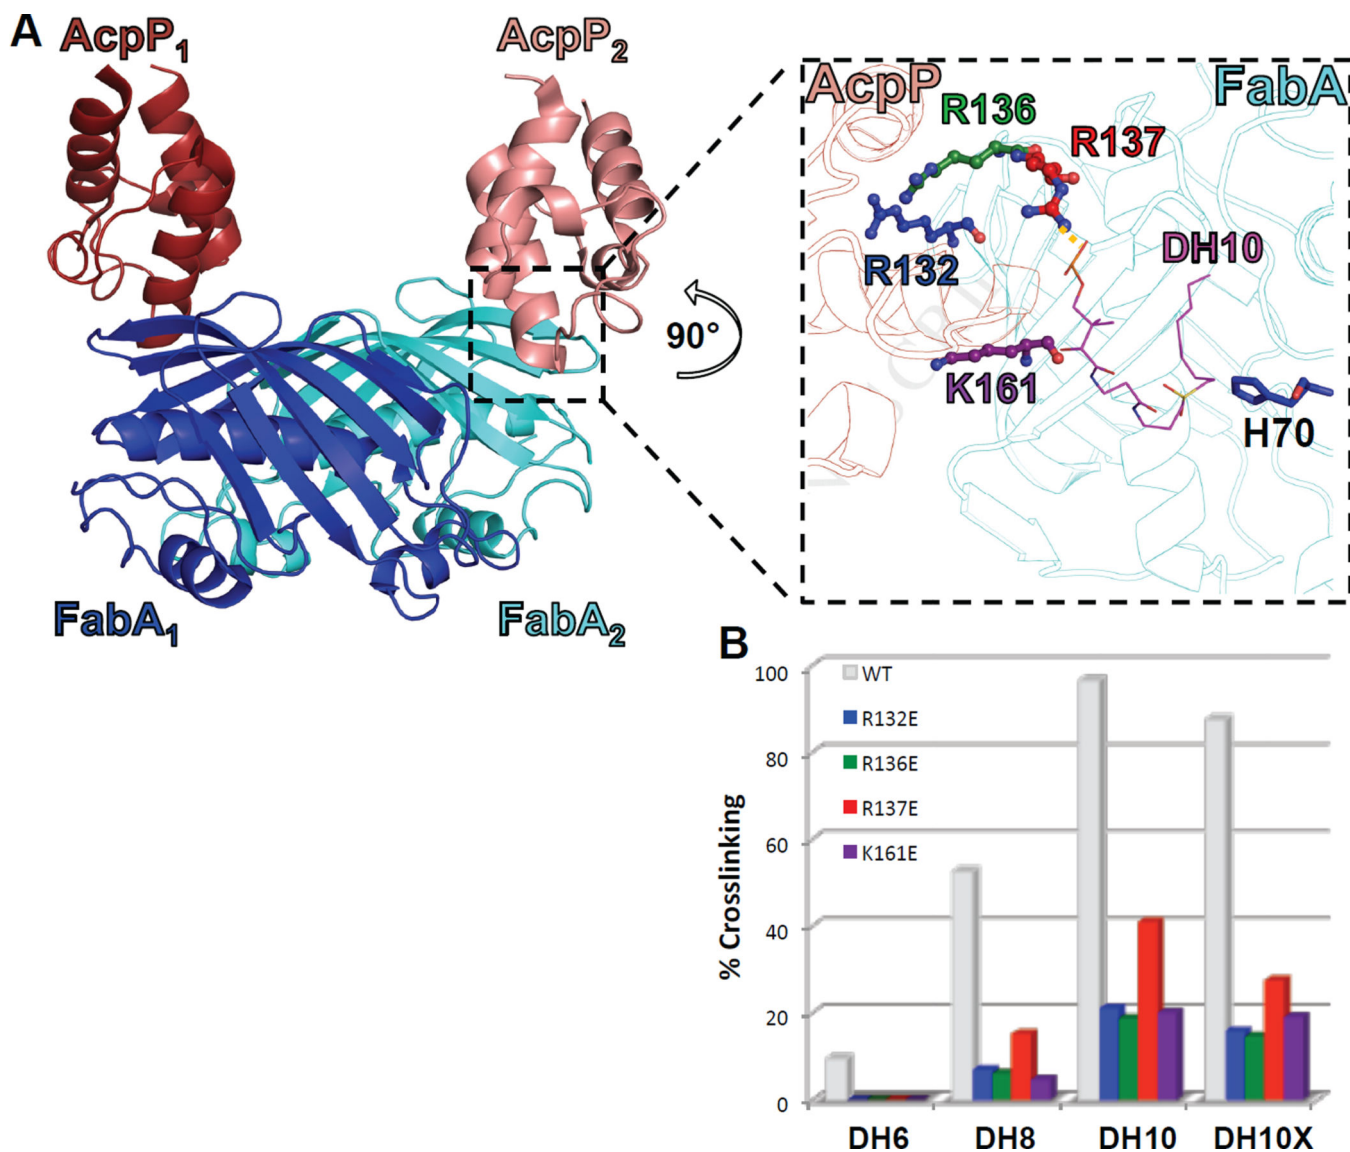 A
AcpP1
AcpP2
AcpP
FabA
R136
R137
R132
DH10
K161
H70
90°
FabA1
FabA2
B
% Crosslinking
100
80
60
40
20
0
WT
R132E
R136E
R137E
K161E
DH6
DH8
DH10
DH10X